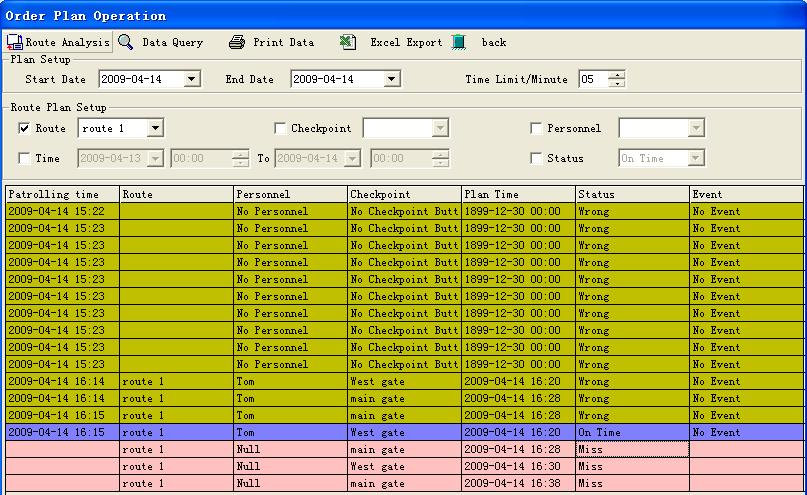 Order Plan Operation
Route Analysis Data Query Print Data Excel Export back
Plan Setup
Start Date 2009-04-14 End Date 2009-04-14 Time Limit/Minute 05
Route Plan Setup
Route route 1 Checkpoint Personnel
Time 2009-04-13 00:00 To 2009-04-14 00:00 Status On Time
Patrolling time Route Personnel Checkpoint Plan Time Status Event
2009-04-14 15:22 No Personnel No Checkpoint Butt 1899-12-30 00:00 Wrong No Event
2009-04-14 15:23 No Personnel No Checkpoint Butt 1899-12-30 00:00 Wrong No Event
2009-04-14 15:23 No Personnel No Checkpoint Butt 1899-12-30 00:00 Wrong No Event
2009-04-14 15:23 No Personnel No Checkpoint Butt 1899-12-30 00:00 Wrong No Event
2009-04-14 15:23 No Personnel No Checkpoint Butt 1899-12-30 00:00 Wrong No Event
2009-04-14 15:23 No Personnel No Checkpoint Butt 1899-12-30 00:00 Wrong No Event
2009-04-14 15:23 No Personnel No Checkpoint Butt 1899-12-30 00:00 Wrong No Event
2009-04-14 15:23 No Personnel No Checkpoint Butt 1899-12-30 00:00 Wrong No Event
2009-04-14 15:23 No Personnel No Checkpoint Butt 1899-12-30 00:00 Wrong No Event
2009-04-14 15:23 No Personnel No Checkpoint Butt 1899-12-30 00:00 Wrong No Event
2009-04-14 16:14 route 1 Tom West gate 2009-04-14 16:20 Wrong No Event
2009-04-14 16:14 route 1 Tom main gate 2009-04-14 16:28 Wrong No Event
2009-04-14 16:15 route 1 Tom main gate 2009-04-14 16:28 Wrong No Event
2009-04-14 16:15 route 1 Tom West gate 2009-04-14 16:20 On Time No Event
route 1 Null main gate 2009-04-14 16:28 Miss
route 1 Null West gate 2009-04-14 16:30 Miss
route 1 Null main gate 2009-04-14 16:38 Miss